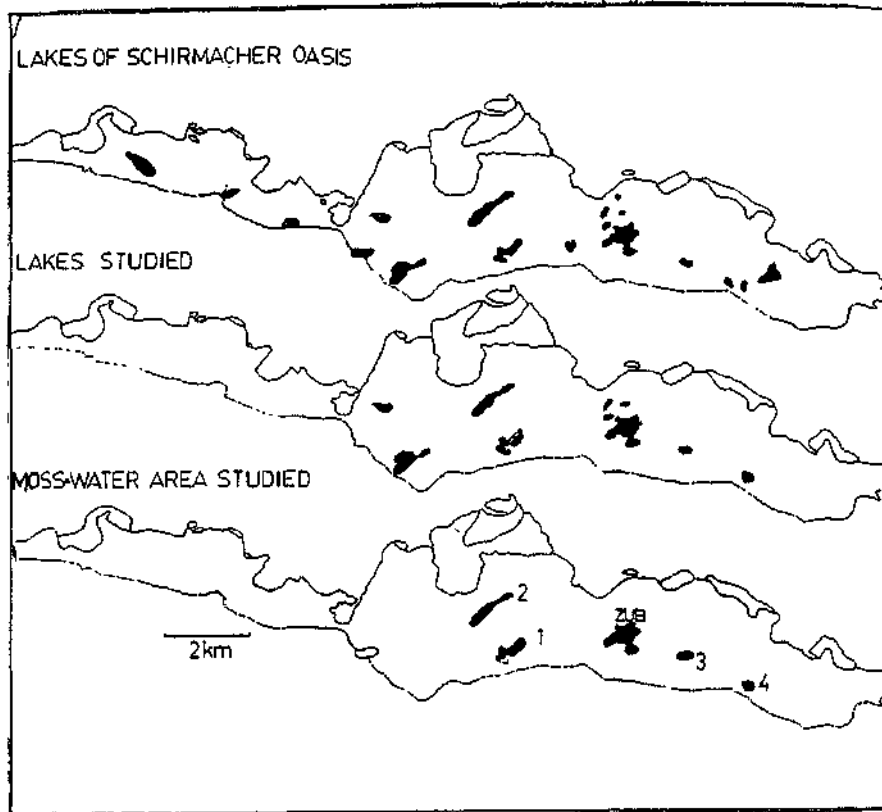 LAKES OF SCHIRMACHER OASIS
LAKES STUDIED
MOSS-WATER AREA STUDIED
2
ZUB
1
3
2km
4